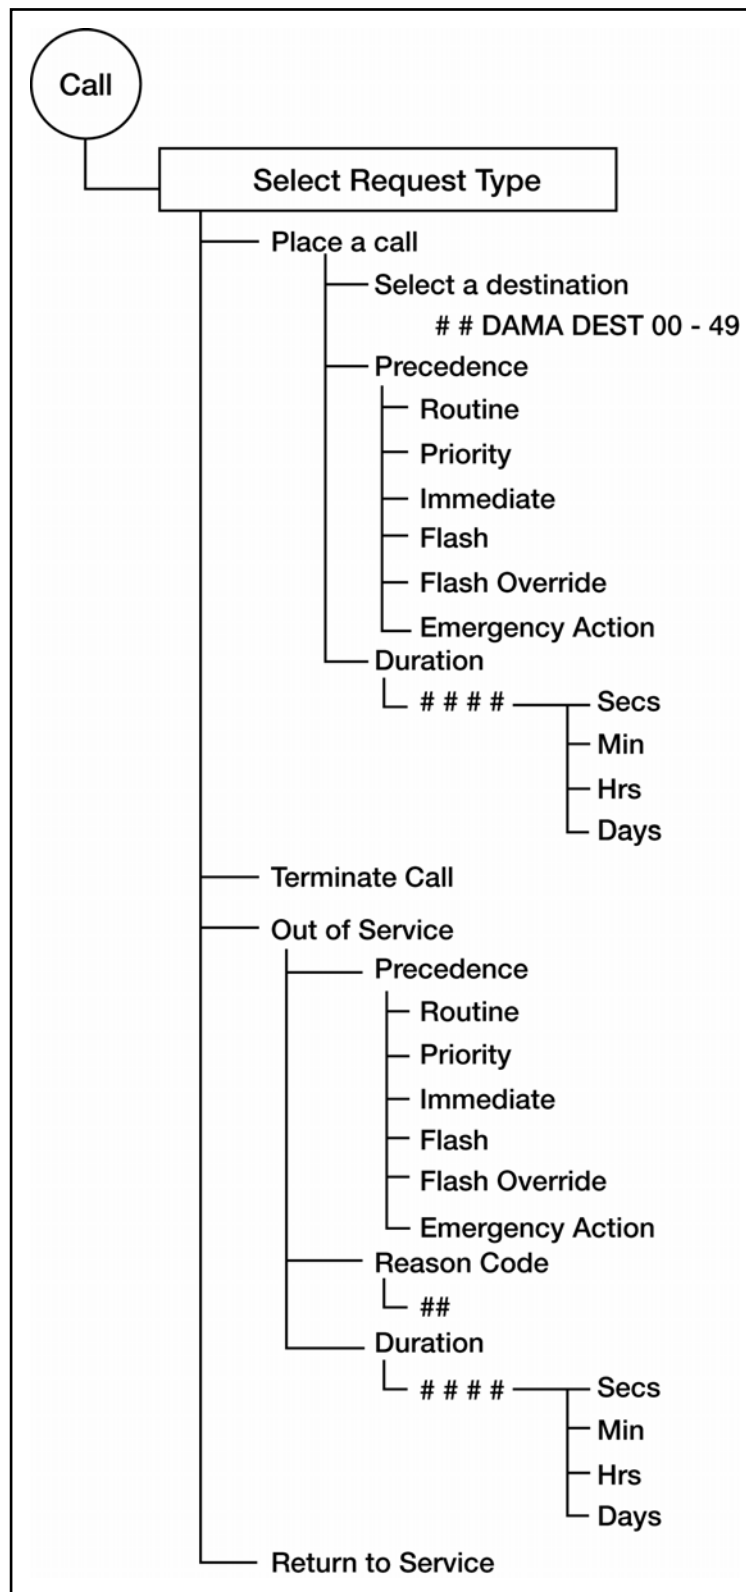 Call
Select Request Type
Place a call
Select a destination
# # DAMA DEST 00 - 49
Precedence
Routine
Priority
Immediate
Flash
Flash Override
Emergency Action
Duration
# # # # Secs
Min
Hrs
Days
Terminate Call
Out of Service
Precedence
Routine
Priority
Immediate
Flash
Flash Override
Emergency Action
Reason Code
##
Duration
# # # # Secs
Min
Hrs
Days
Return to Service